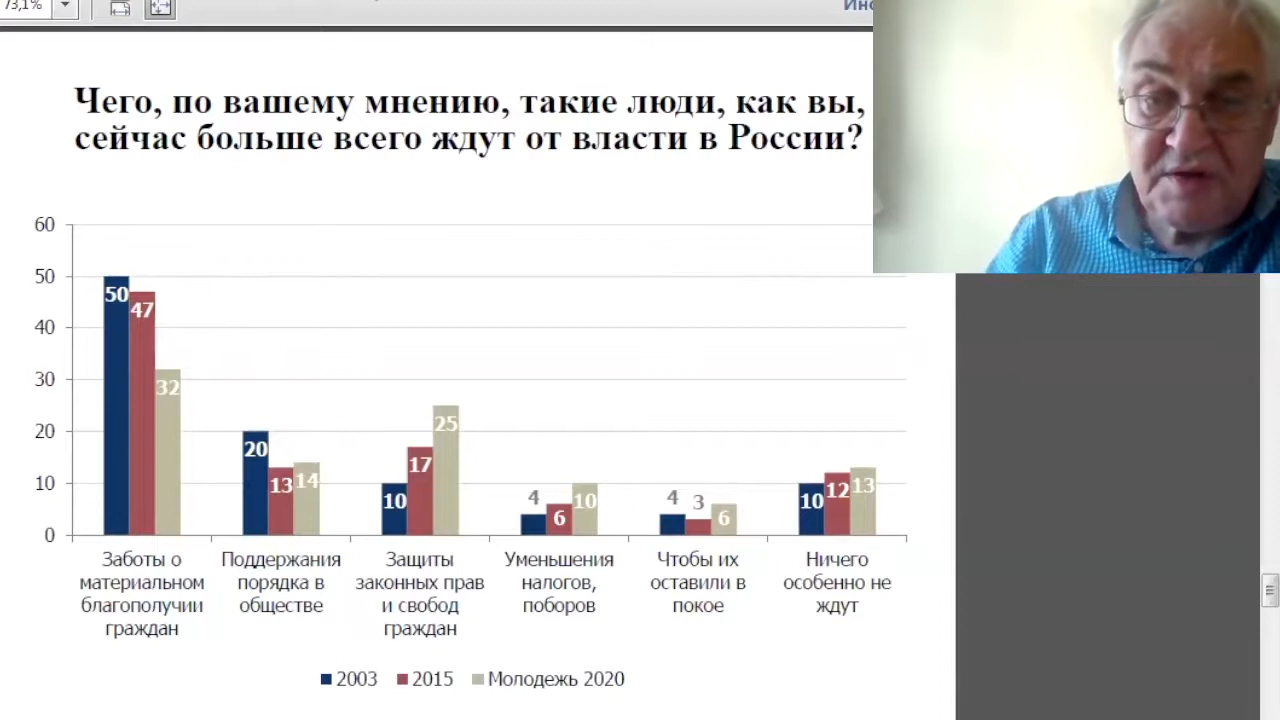 73,1%
Чего, по вашему мнению, такие люди, как вы,
сейчас больше всего ждут от власти в России?
60
50
40
30
20
10
0
50
47
32
20
13
14
10
17
25
4
6
10
4
3
6
10
12
13
Заботы о
материальном
благополучии
граждан
Поддержания
порядка в
обществе
Защиты
законных прав
и свобод
граждан
Уменьшения
налогов,
поборов
Чтобы их
оставили в
покое
Ничего
особенно не
ждут
2003
2015
Молодежь 2020